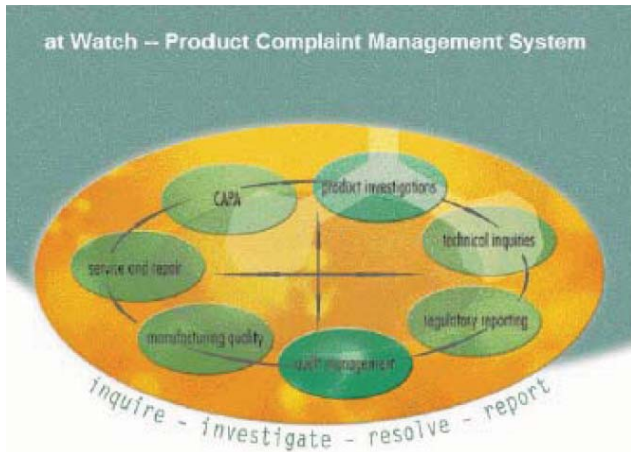 at Watch -- Product Complaint Management System
CAPA
product investigations
technical inquiries
service and repair
regulatory reporting
manufacturing quality
audit management
inquire - investigate - resolve - report